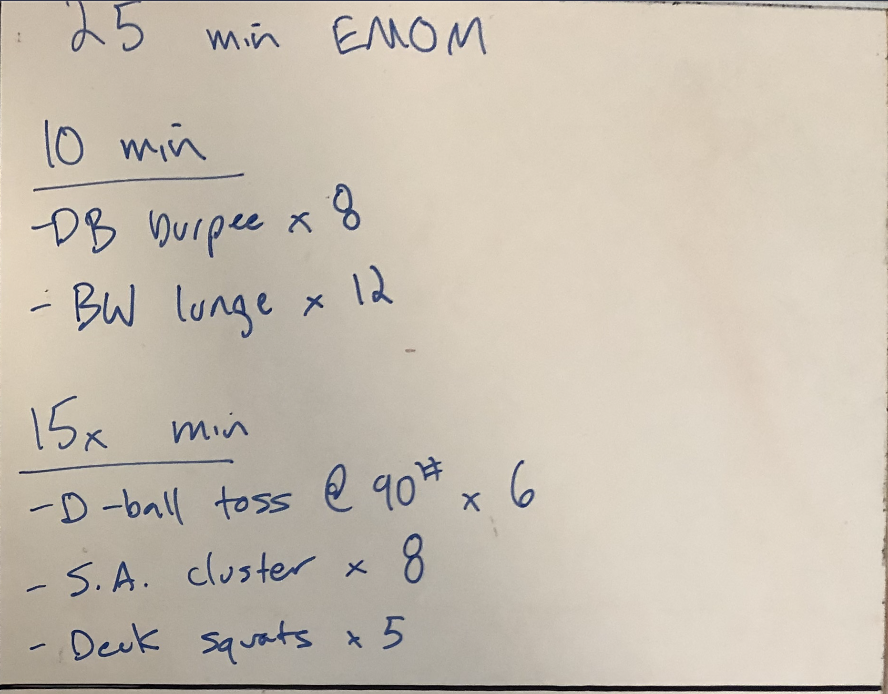 25 min EMOM
10 min
-DB burpee x 8
- BW lunge x 12
15x min
-D-ball toss @ 90# x 6
- S.A. cluster x 8
- Deck squats x 5